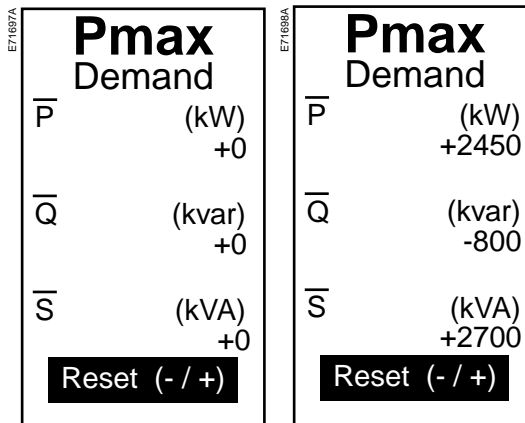 E71697A
Pmax
Demand
P̅ (kW)
+0
Q̅ (kvar)
+0
S̅ (kVA)
+0
Reset (- / +)
E71698A
Pmax
Demand
P̅ (kW)
+2450
Q̅ (kvar)
-800
S̅ (kVA)
+2700
Reset (- / +)